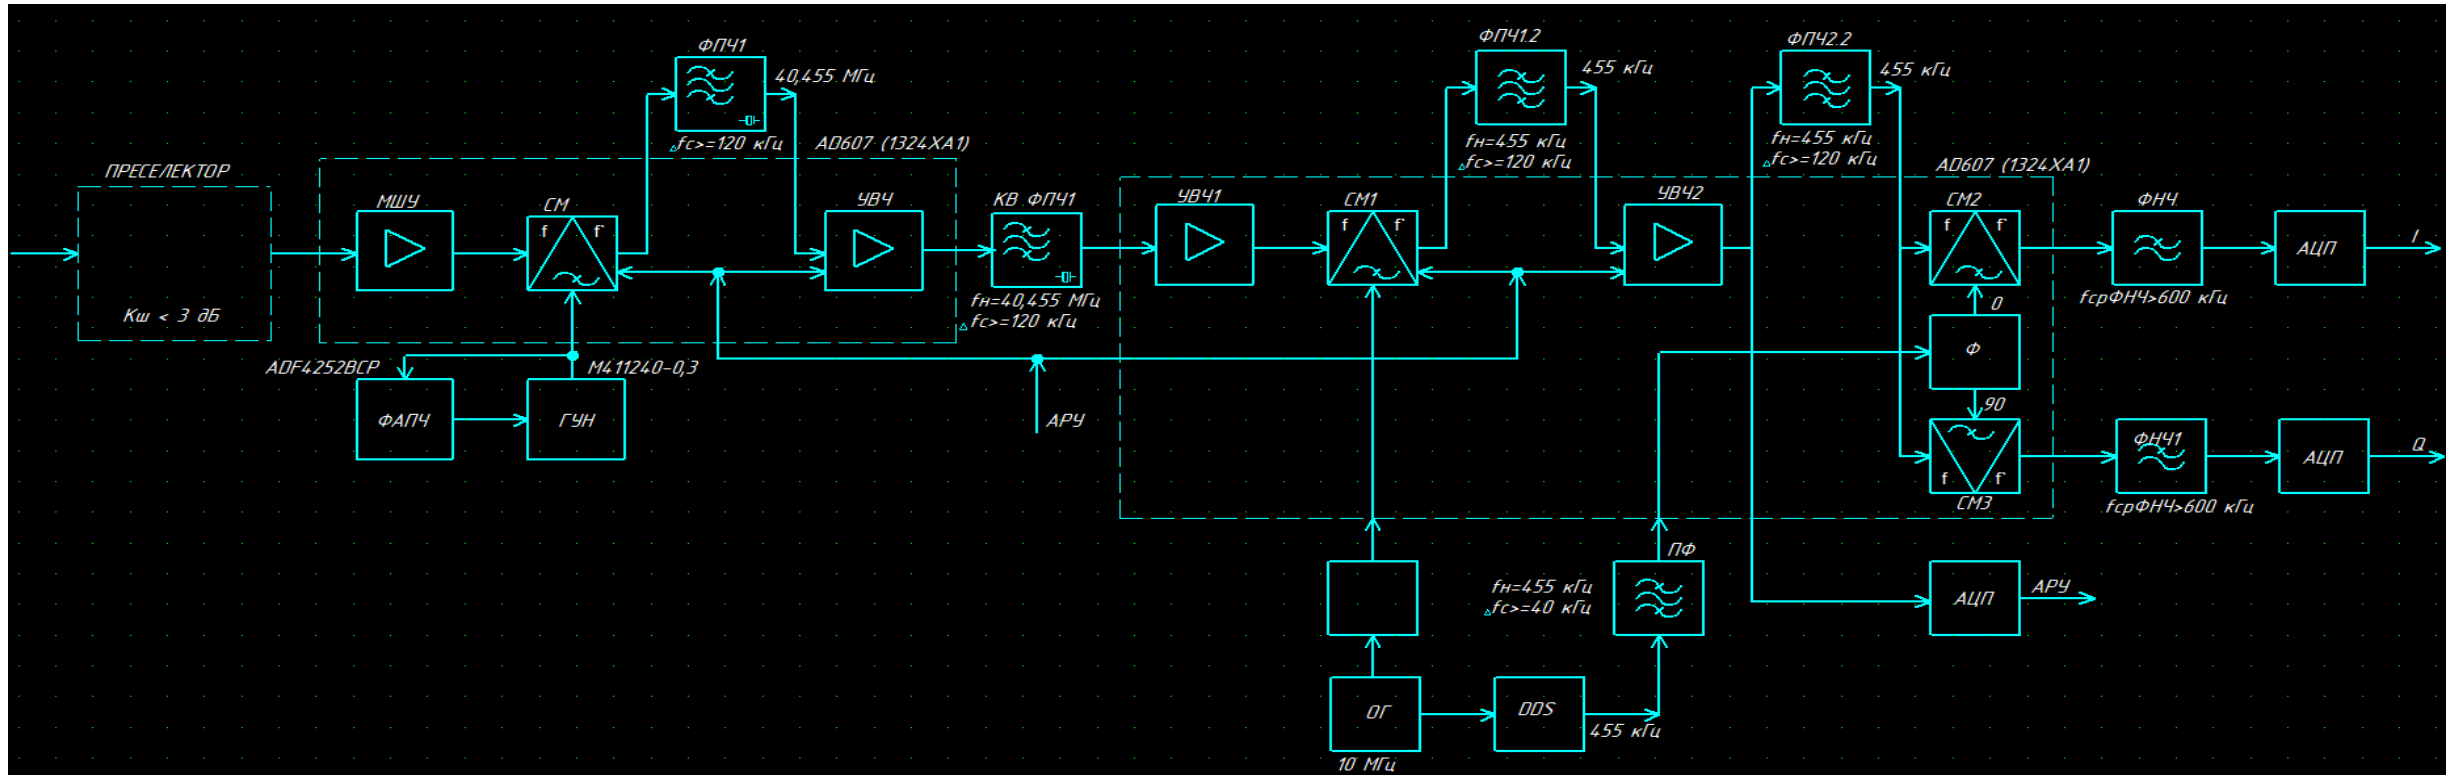 ПРЕСЕЛЕКТОР
Кш < 3 дБ
МШУ
СМ
f
f`
ФПЧ1
40,455 МГц
fс>=120 кГц
AD607 (1324ХА1)
УВЧ
ADF4252BCP
ФАПЧ
М411240-0,3
ГУН
КВ ФПЧ1
fн=40,455 МГц
fс>=120 кГц
АРУ
УВЧ1
СМ1
f
f`
ФПЧ1.2
455 кГц
fн=455 кГц
fс>=120 кГц
УВЧ2
ФПЧ2.2
455 кГц
fн=455 кГц
fс>=120 кГц
AD607 (1324ХА1)
СМ2
f
f`
0
Ф
90
f
f`
СМ3
ФНЧ
fсрФНЧ>600 кГц
АЦП
I
ФНЧ1
fсрФНЧ>600 кГц
АЦП
Q
ПФ
fн=455 кГц
fс>=40 кГц
АЦП
АРУ
ОГ
10 МГц
DDS
455 кГц